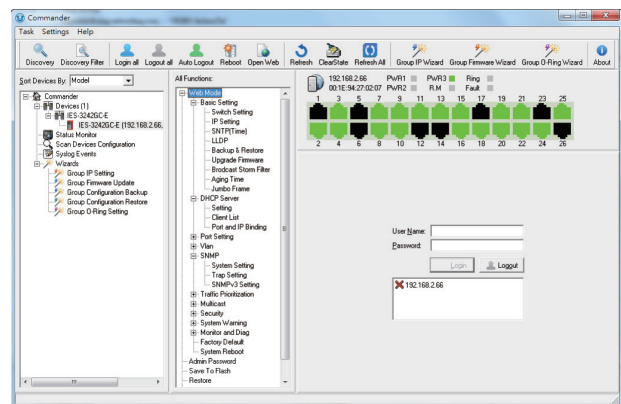 Commander
Task Settings Help
Discovery Discovery Filter Login all Logout all Auto Logout Reboot Open Web Refresh ClearState Refresh All Group IP Wizard Group Firmware Wizard Group O-Ring Wizard About
Sort Devices By: Model
Commander
Devices (1)
IES-3242GC-E
IES-3242GC-E (192.168.2.66,
Status Monitor
Scan Devices Configuration
Syslog Events
Wizards
Group IP Setting
Group Firmware Update
Group Configuration Backup
Group Configuration Restore
Group O-Ring Setting
All Functions:
Web Mode
Basic Setting
Switch Setting
IP Setting
SNTP(Time)
LLDP
Backup & Restore
Upgrade Firmware
Brodcast Storm Filter
Aging Time
Jumbo Frame
DHCP Server
Setting
Client List
Port and IP Binding
Port Setting
Vlan
SNMP
System Setting
Trap Setting
SNMPv3 Setting
Traffic Prioritization
Multicast
Security
System Warning
Monitor and Diag
Factory Default
System Reboot
Admin Password
Save To Flash
Restore
192.168.2.66 PWR1 PWR3 Ring
00:1E:94:27:02:07 PWR2 R.M Fault
1 3 5 7 9 11 13 15 17 19 21 23 25
2 4 6 8 10 12 14 16 18 20 22 24 26
User Name:
Password:
Login Loggut
192.168.2.66